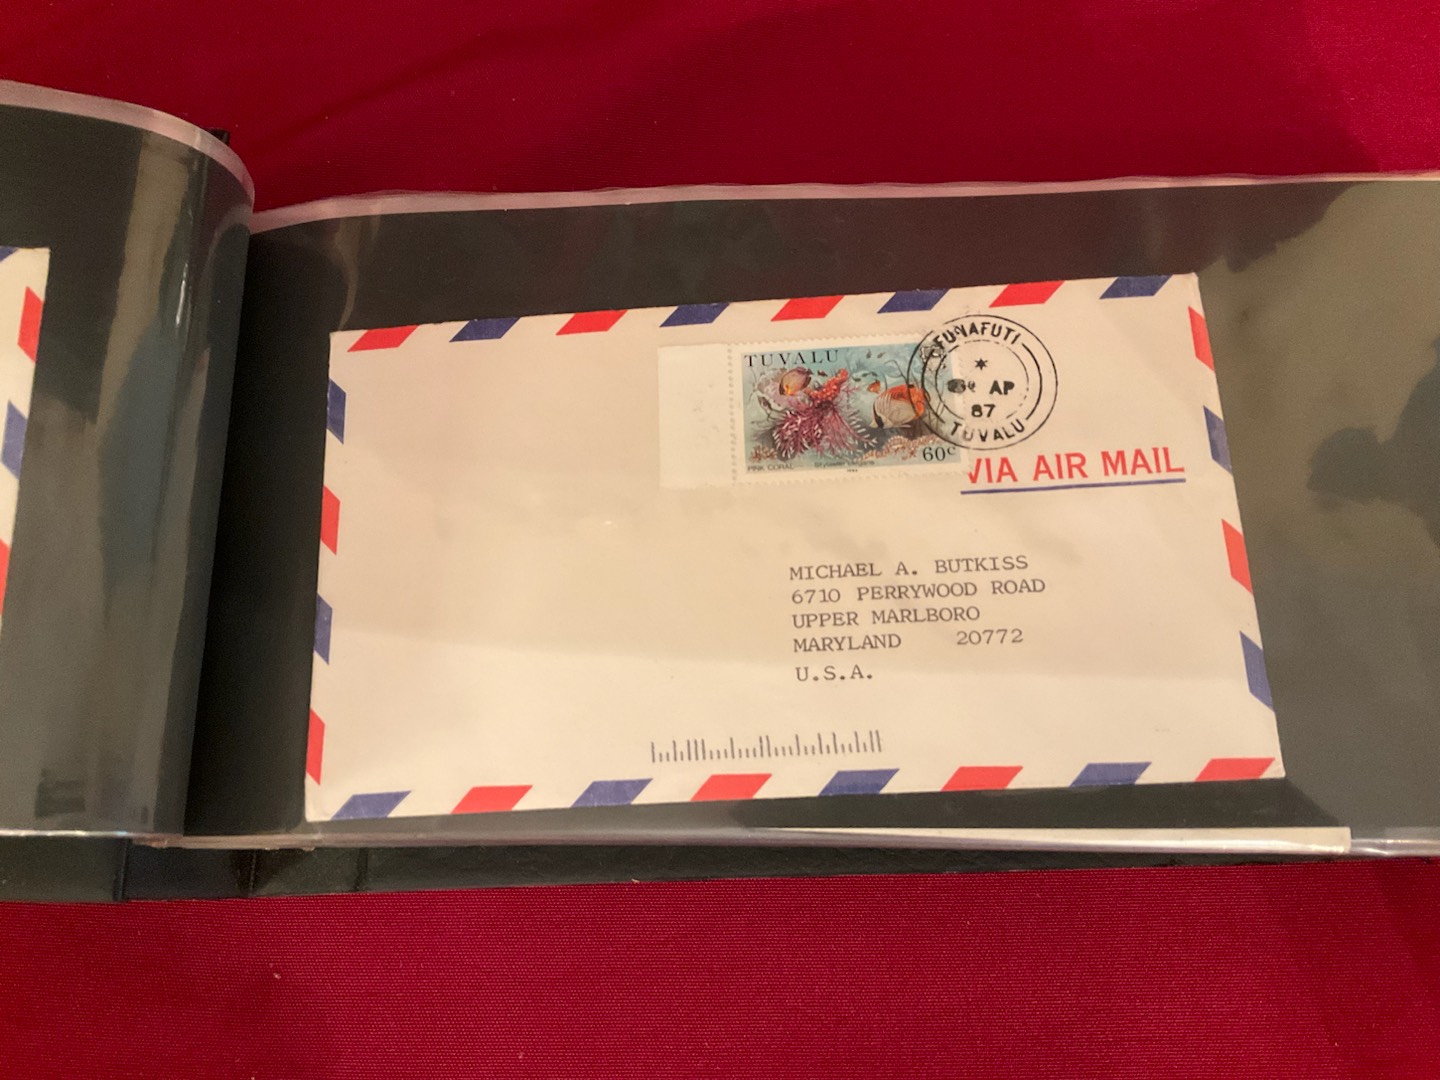 TUVALU
60c
PINK CORAL
FUNAFUTI
AP
87
TUVALU
VIA AIR MAIL
MICHAEL A. BUTKISS
6710 PERRYWOOD ROAD
UPPER MARLBORO
MARYLAND 20772
U.S.A.